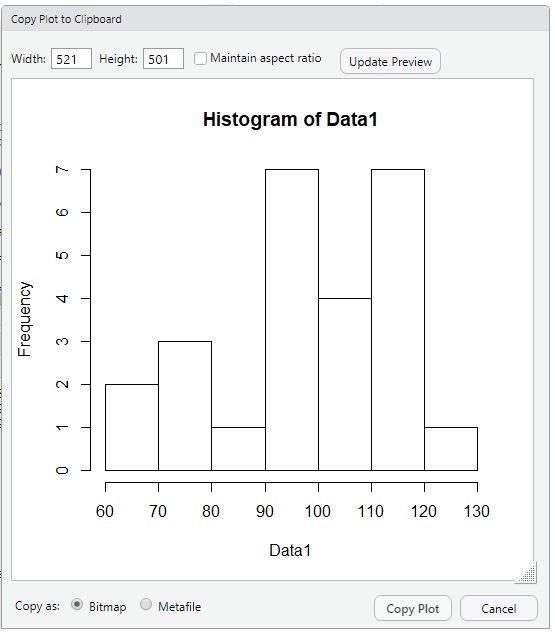 Copy Plot to Clipboard
Width: 521 Height: 501 Maintain aspect ratio Update Preview
Histogram of Data1
7
6
5
4
3
2
1
0
Frequency
60 70 80 90 100 110 120 130
Data1
Copy as: Bitmap Metafile Copy Plot Cancel